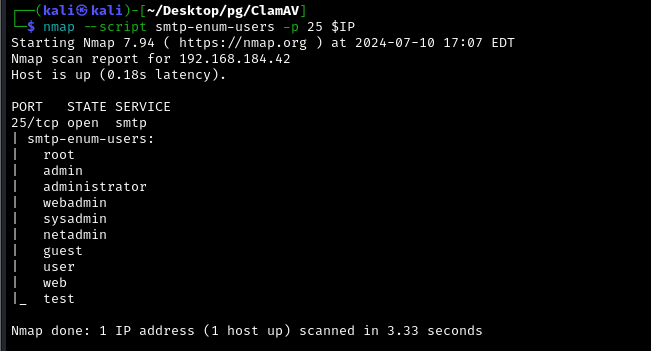 ┌──(kali㉿kali)-[~/Desktop/pg/ClamAV]
└─$ nmap --script smtp-enum-users -p 25 $IP
Starting Nmap 7.94 ( https://nmap.org ) at 2024-07-10 17:07 EDT
Nmap scan report for 192.168.184.42
Host is up (0.18s latency).

PORT   STATE SERVICE
25/tcp open  smtp
| smtp-enum-users:
|   root
|   admin
|   administrator
|   webadmin
|   sysadmin
|   netadmin
|   guest
|   user
|   web
|_  test

Nmap done: 1 IP address (1 host up) scanned in 3.33 seconds